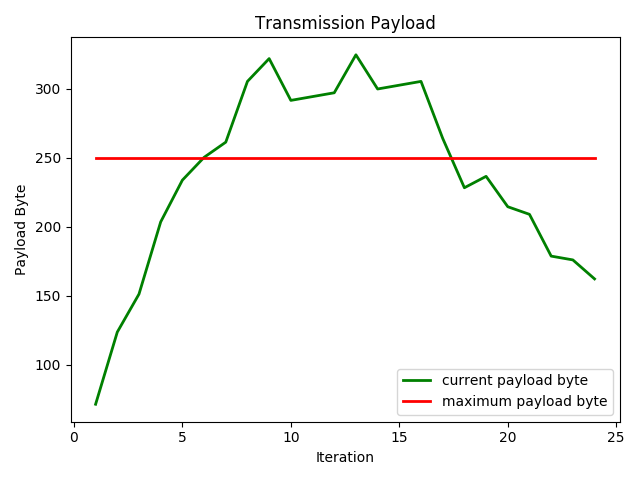 Transmission Payload
Payload Byte
300
250
200
150
100
0
5
10
15
20
25
Iteration
current payload byte
maximum payload byte